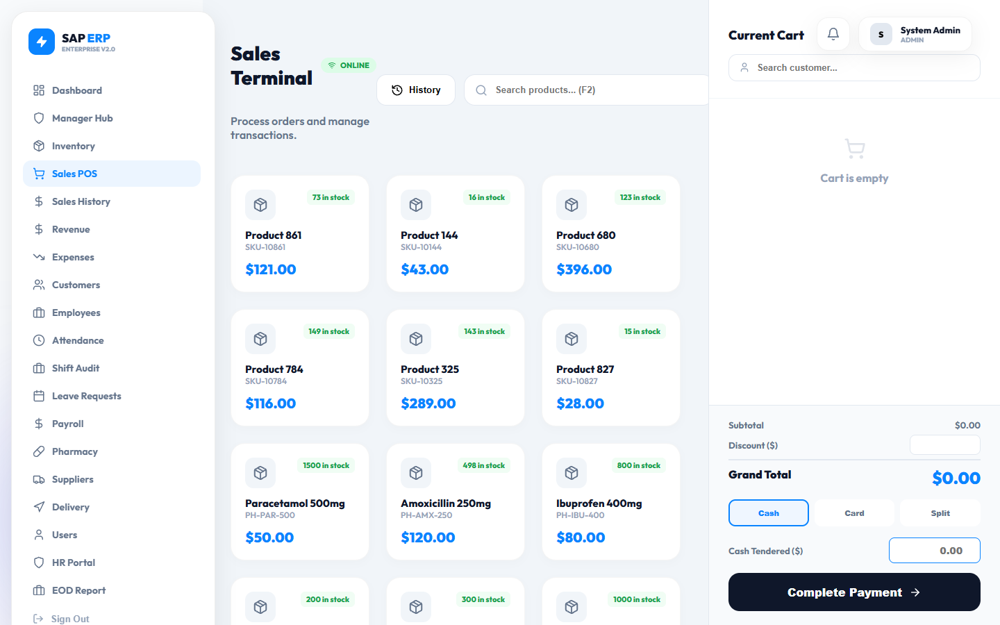 SAP ERP
ENTERPRISE V2.0
Dashboard
Manager Hub
Inventory
Sales POS
Sales History
Revenue
Expenses
Customers
Employees
Attendance
Shift Audit
Leave Requests
Payroll
Pharmacy
Suppliers
Delivery
Users
HR Portal
EOD Report
Sign Out
Sales
Terminal
ONLINE
Process orders and manage
transactions.
History
Search products... (F2)
73 in stock
Product 861
SKU-10861
$121.00
16 in stock
Product 144
SKU-10144
$43.00
123 in stock
Product 680
SKU-10680
$396.00
149 in stock
Product 784
SKU-10784
$116.00
143 in stock
Product 325
SKU-10325
$289.00
15 in stock
Product 827
SKU-10827
$28.00
1500 in stock
Paracetamol 500mg
PH-PAR-500
$50.00
498 in stock
Amoxicillin 250mg
PH-AMX-250
$120.00
800 in stock
Ibuprofen 400mg
PH-IBU-400
$80.00
200 in stock
300 in stock
1000 in stock
Current Cart
S
System Admin
ADMIN
Search customer...
Cart is empty
Subtotal
$0.00
Discount ($)
Grand Total
$0.00
Cash
Card
Split
Cash Tendered ($)
0.00
Complete Payment